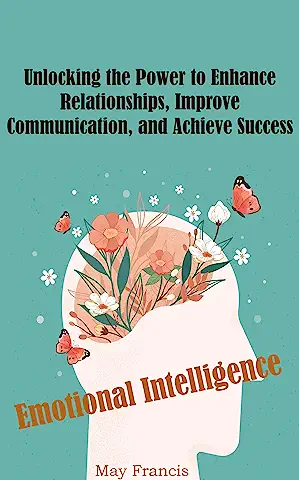 Unlocking the Power to Enhance
Relationships, Improve
Communication, and Achieve Success
Emotional Intelligence
May Francis